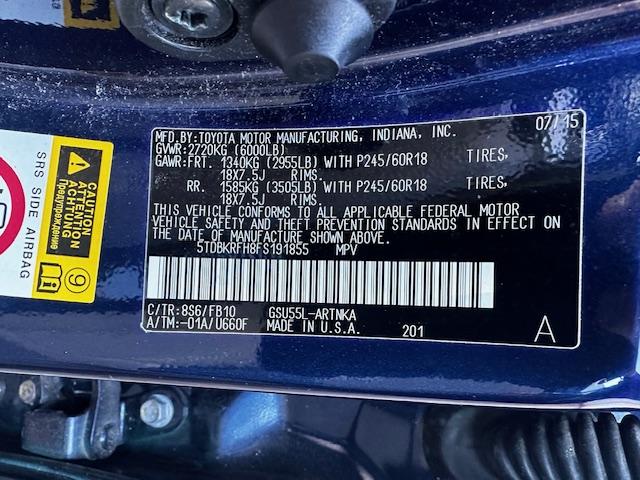 MFD.BY:TOYOTA MOTOR MANUFACTURING, INDIANA, INC. 07/15
GVWR:2720KG (6000LB)
GAWR:FRT. 1340KG (2955LB) WITH P245/60R18 TIRES,
18X7.5J RIMS.
RR. 1585KG (3505LB) WITH P245/60R18 TIRES,
18X7.5J RIMS.
THIS VEHICLE CONFORMS TO ALL APPLICABLE FEDERAL MOTOR
VEHICLE SAFETY AND THEFT PREVENTION STANDARDS IN EFFECT ON
THE DATE OF MANUFACTURE SHOWN ABOVE.
5TDBKRFH8FS191855 MPV
C/TR:8S6/FB10 GSU55L-ARTNKA
A/TM:-01A/U660F MADE IN U.S.A. 201 A
SRS SIDE AIRBAG
CAUTION
ATTENTION
ACHTUNG
Предупреждение
9